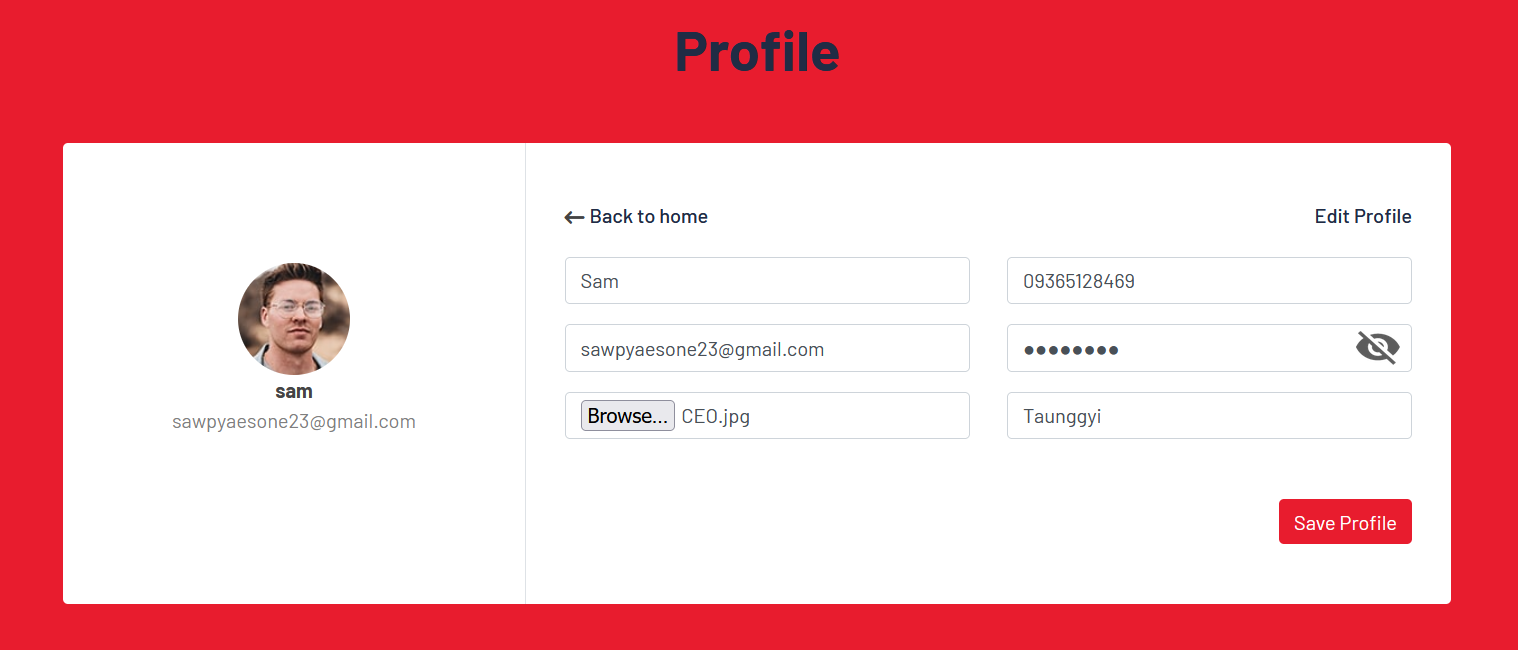 Profile
← Back to home
Edit Profile
Sam
09365128469
sawpyaesone23@gmail.com
●●●●●●●●
Browse... CEO.jpg
Taunggyi
sam
sawpyaesone23@gmail.com
Save Profile